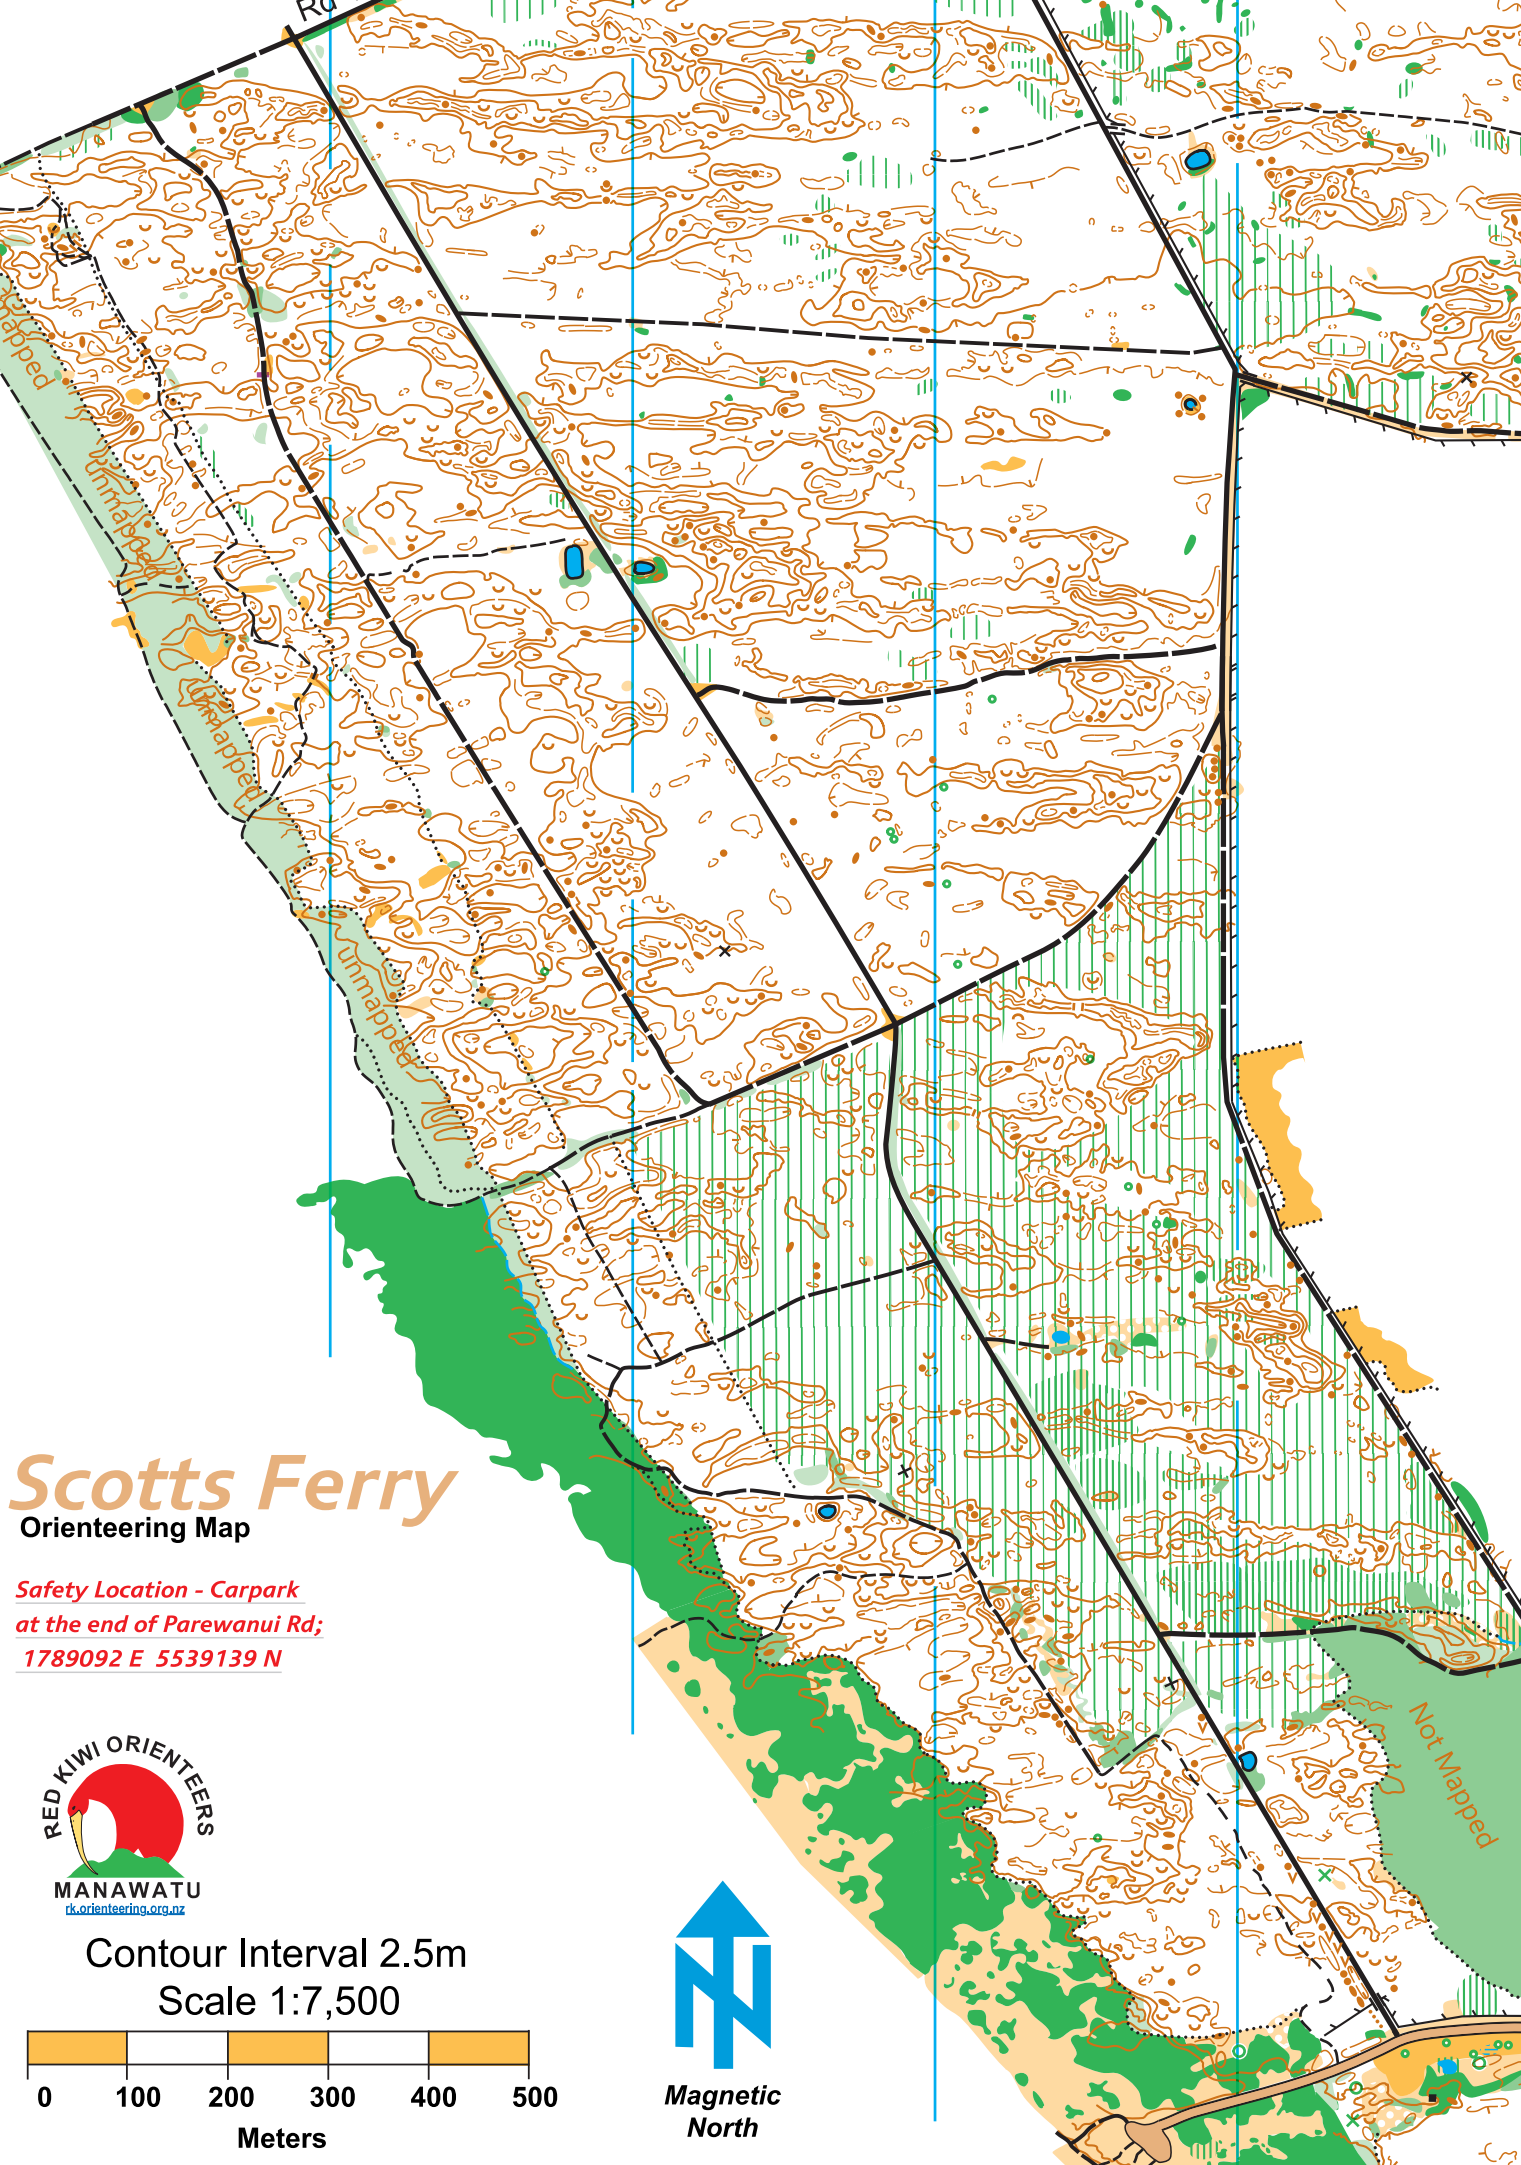 Rd
mapped
unmapped
Unmapped
unmapped
Not Mapped
Scotts Ferry
Orienteering Map
Safety Location - Carpark
at the end of Parewanui Rd;
1789092 E 5539139 N
RED KIWI ORIENTEERS
MANAWATU
rk.orienteering.org.nz
Contour Interval 2.5m
Scale 1:7,500
0 100 200 300 400 500
Meters
N
Magnetic
North